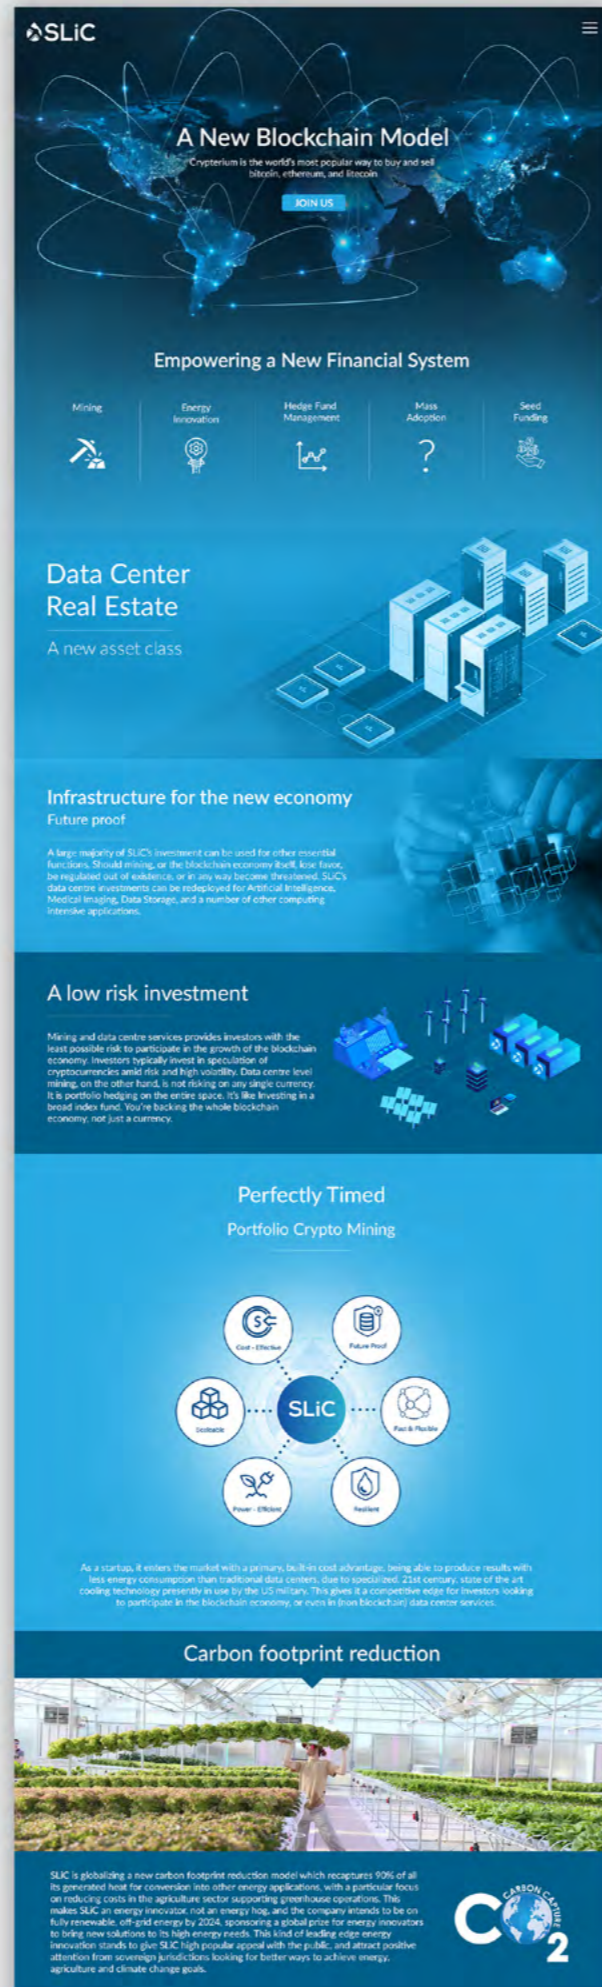 SLiC
A New Blockchain Model
Crypterium is the world's most popular way to buy and sell
bitcoin, ethereum, and litecoin
JOIN US
Empowering a New Financial System
Mining
Energy
Innovation
Hedge Fund
Management
Mass
Adoption
Seed
Funding
Data Center
Real Estate
A new asset class
Infrastructure for the new economy
Future proof
A large majority of SLiC's investment can be used for other essential
functions. Should mining, or the blockchain economy itself, lose favor,
be regulated out of existence, or in any way become threatened. SLiC's
data centre investments can be redeployed for Artificial Intelligence,
Medical Imaging, Data Storage, and a number of other computing
intensive applications.
A low risk investment
Mining and data centre services provides investors with the
least possible risk to participate in the growth of the blockchain
economy. Investors typically invest in speculation of
cryptocurrencies amid risk and high volatility. Data centre level
mining, on the other hand, is not risking on any single currency.
It is portfolio hedging on the entire space. It's like Investing in a
broad index fund. You're backing the whole blockchain
economy, not just a currency.
Perfectly Timed
Portfolio Crypto Mining
Cost - Effective
Future Proof
Scaleable
SLiC
Fast & Flexible
Power - Efficient
Resilient
As a startup, it enters the market with a primary, built-in cost advantage, being able to produce results with
less energy consumption than traditional data centers, due to specialized, 21st century, state of the art
cooling technology presently in use by the US military. This gives it a competitive edge for investors looking
to participate in the blockchain economy, or even in (non blockchain) data center services.
Carbon footprint reduction
SLiC is globalizing a new carbon footprint reduction model which recaptures 90% of all
its generated heat for conversion into other energy applications, with a particular focus
on reducing costs in the agriculture sector supporting greenhouse operations. This
makes SLiC an energy innovator, not an energy hog, and the company intends to be on
fully renewable, off-grid energy by 2024, sponsoring a global prize for energy innovators
to bring new solutions to its high energy needs. This kind of leading edge energy
innovation stands to give SLiC high popular appeal with the public, and attract positive
attention from sovereign jurisdictions looking for better ways to achieve energy,
agriculture and climate change goals.
CARBON CAPTURE
CO2